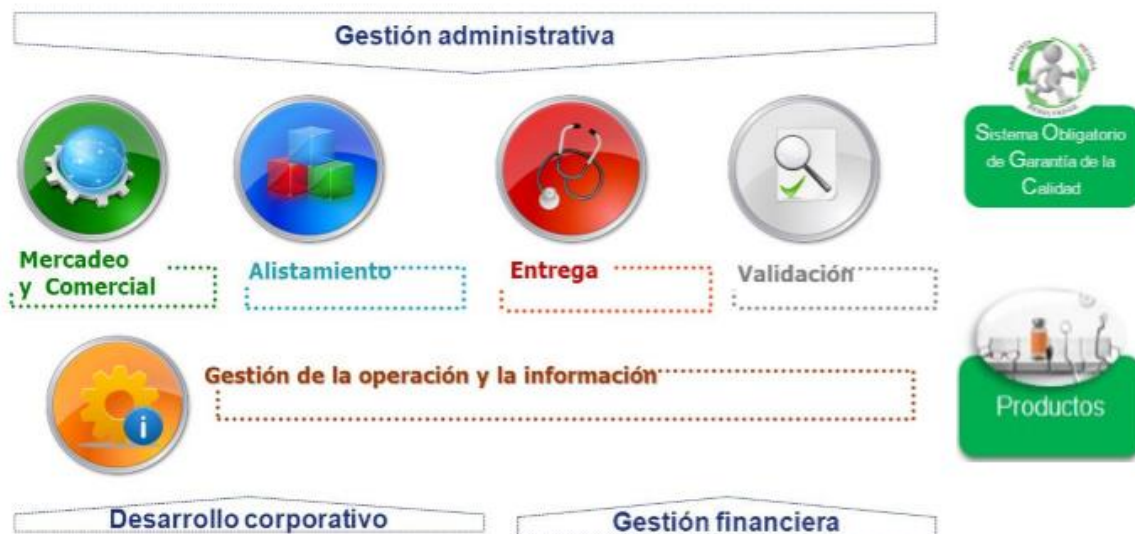 Gestión administrativa
Mercadeo
y Comercial
Alistamiento
Entrega
Validación
Sistema Obligatorio
de Garantía de la
Calidad
Gestión de la operación y la información
i
Productos
Desarrollo corporativo
Gestión financiera